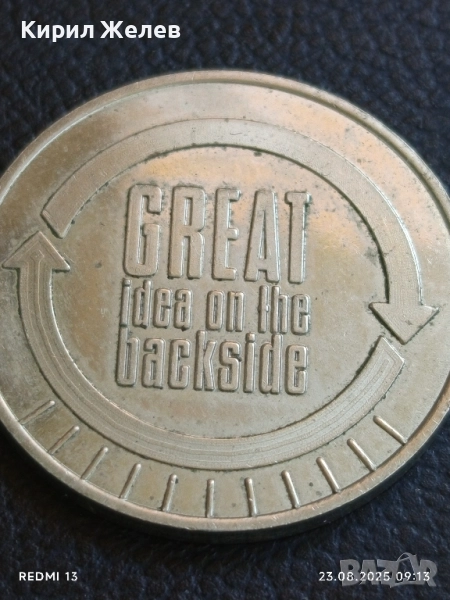 Кирил Желев
GREAT
idea on the
backside
BAZAR
REDMI 13
23.08.2025 09:13